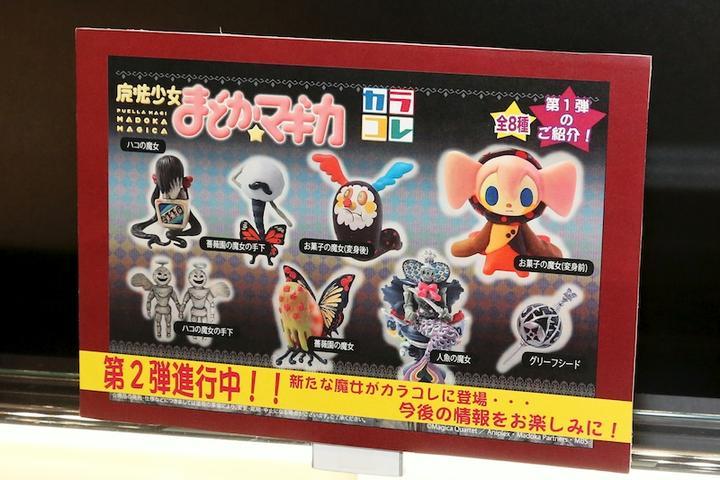 魔法少女
まどか☆マギカ
PUELLA MAGI
MADOKA
MAGICA
カラ
コレ
全8種
第1弾
の
ご紹介！
ハコの魔女
薔薇園の魔女の手下
お菓子の魔女(変身後)
お菓子の魔女(変身前)
ハコの魔女の手下
薔薇園の魔女
人魚の魔女
グリーフシード
第2弾進行中！！
新たな魔女がカラコレに登場・・・
今後の情報をお楽しみに！
©Magica Quartet／Aniplex・Madoka Partners・MBS